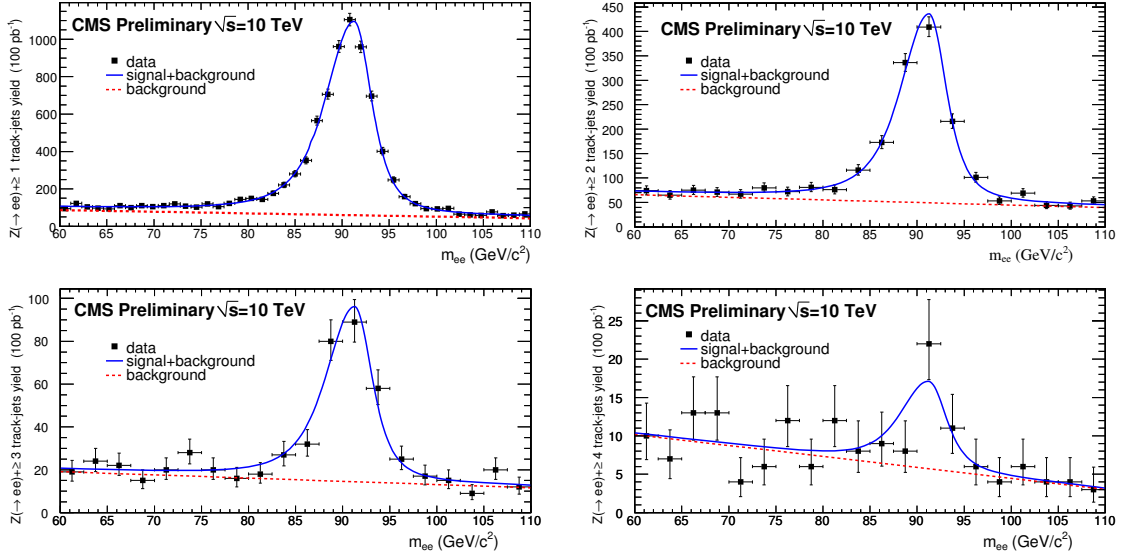 CMS Preliminary √s=10 TeV
data
signal+background
background
Z(→ ee)+≥ 1 track-jets yield (100 pb⁻¹)
0
200
400
600
800
1000
60 65 70 75 80 85 90 95 100 105 110
m_ee (GeV/c²)
CMS Preliminary √s=10 TeV
data
signal+background
background
Z(→ ee)+≥ 2 track-jets yield (100 pb⁻¹)
0
50
100
150
200
250
300
350
400
450
60 65 70 75 80 85 90 95 100 105 110
m_ee (GeV/c²)
CMS Preliminary √s=10 TeV
data
signal+background
background
Z(→ ee)+≥ 3 track-jets yield (100 pb⁻¹)
0
20
40
60
80
100
60 65 70 75 80 85 90 95 100 105 110
m_ee (GeV/c²)
CMS Preliminary √s=10 TeV
data
signal+background
background
Z(→ ee)+≥ 4 track-jets yield (100 pb⁻¹)
0
5
10
15
20
25
60 65 70 75 80 85 90 95 100 105 110
m_ee (GeV/c²)